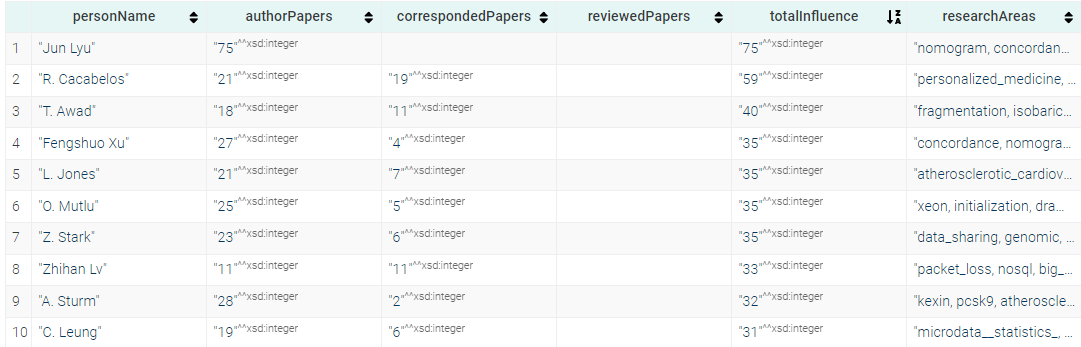 personName authorPapers correspondedPapers reviewedPapers totalInfluence researchAreas
1 "Jun Lyu" "75"^^xsd:integer "75"^^xsd:integer "nomogram, concordan...
2 "R. Cacabelos" "21"^^xsd:integer "19"^^xsd:integer "59"^^xsd:integer "personalized_medicine, ...
3 "T. Awad" "18"^^xsd:integer "11"^^xsd:integer "40"^^xsd:integer "fragmentation, isobaric...
4 "Fengshuo Xu" "27"^^xsd:integer "4"^^xsd:integer "35"^^xsd:integer "concordance, nomogra...
5 "L. Jones" "21"^^xsd:integer "7"^^xsd:integer "35"^^xsd:integer "atherosclerotic_cardiov...
6 "O. Mutlu" "25"^^xsd:integer "5"^^xsd:integer "35"^^xsd:integer "xeon, initialization, dra...
7 "Z. Stark" "23"^^xsd:integer "6"^^xsd:integer "35"^^xsd:integer "data_sharing, genomic, ...
8 "Zhihan Lv" "11"^^xsd:integer "11"^^xsd:integer "33"^^xsd:integer "packet_loss, nosql, big_...
9 "A. Sturm" "28"^^xsd:integer "2"^^xsd:integer "32"^^xsd:integer "kexin, pcsk9, atheroscle...
10 "C. Leung" "19"^^xsd:integer "6"^^xsd:integer "31"^^xsd:integer "microdata__statistics_, ...